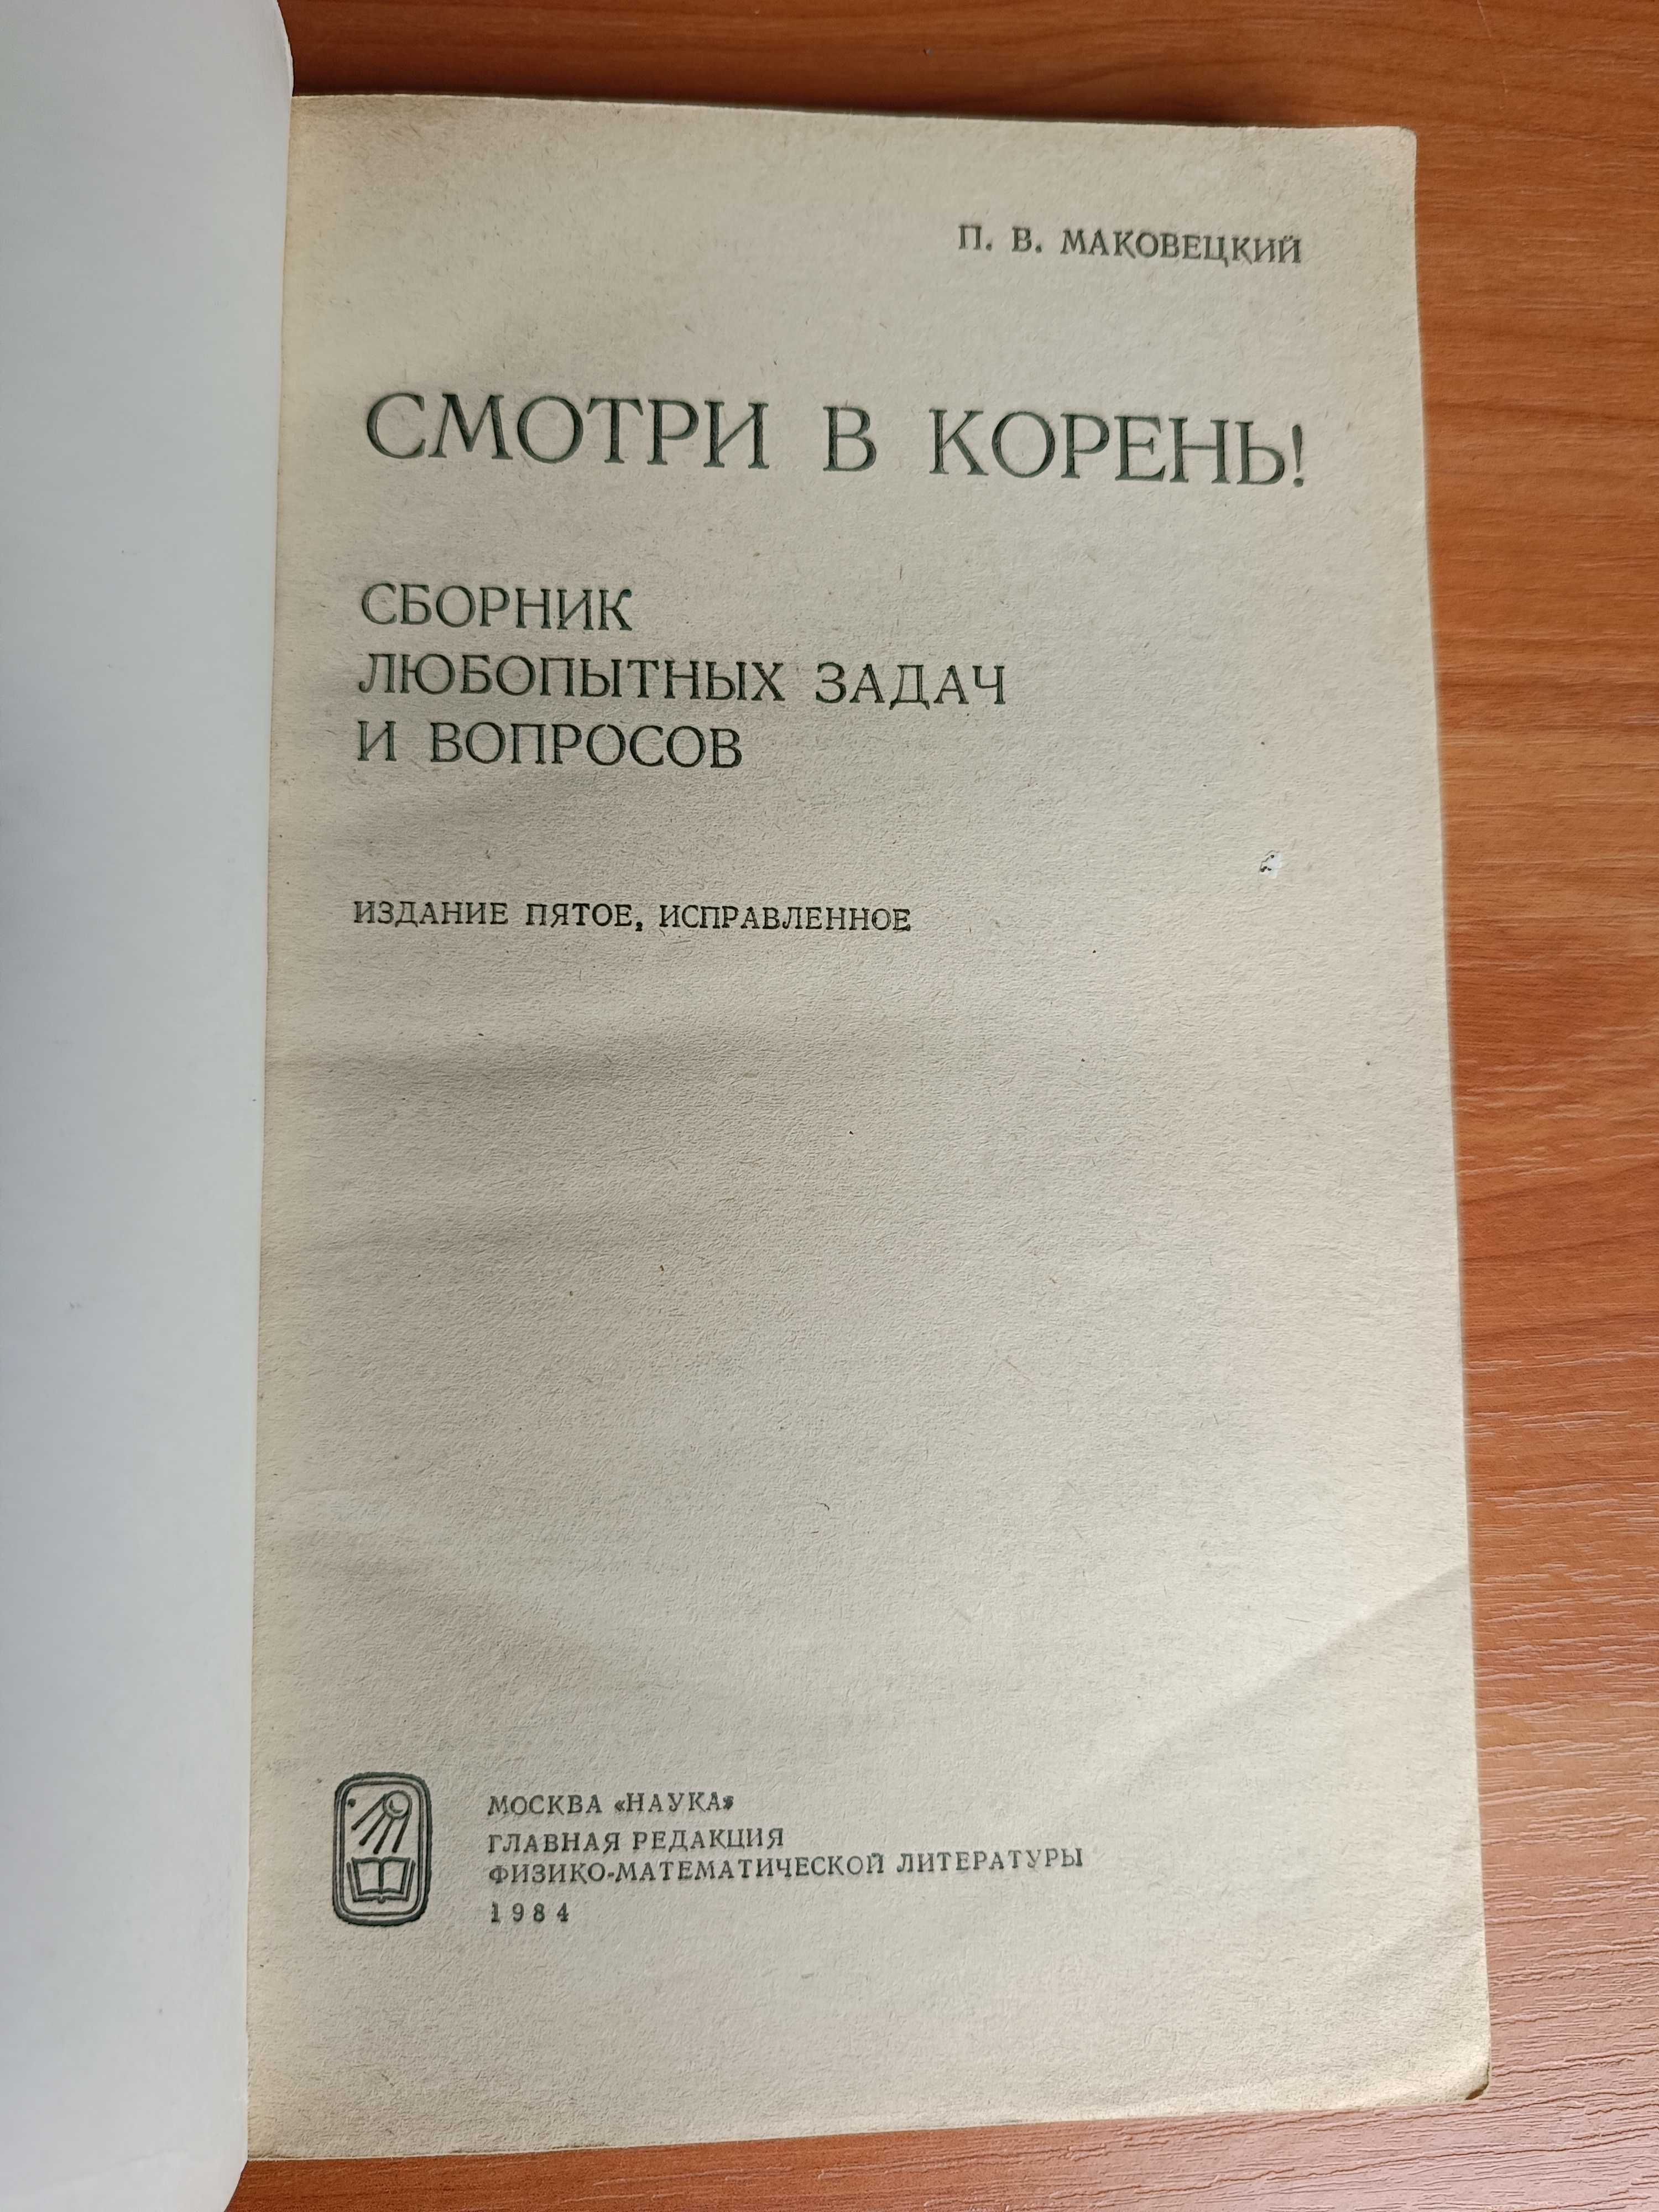 П. В. МАКОВЕЦКИЙ
СМОТРИ В КОРЕНЬ!
СБОРНИК
ЛЮБОПЫТНЫХ ЗАДАЧ
И ВОПРОСОВ
ИЗДАНИЕ ПЯТОЕ, ИСПРАВЛЕННОЕ
МОСКВА «НАУКА»
ГЛАВНАЯ РЕДАКЦИЯ
ФИЗИКО-МАТЕМАТИЧЕСКОЙ ЛИТЕРАТУРЫ
1984